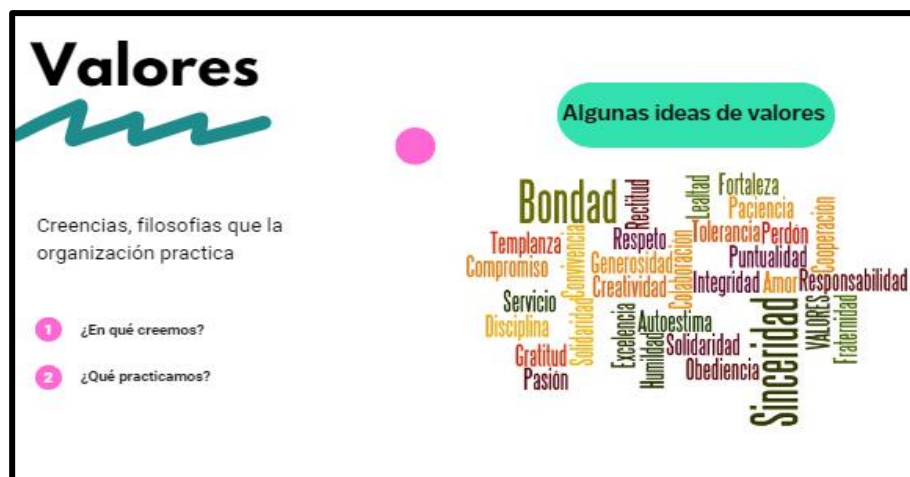 Valores
Creencias, filosofias que la
organización practica
1 ¿En qué creemos?
2 ¿Qué practicamos?
Algunas ideas de valores
Bondad
Rectitud
Lealtad
Fortaleza
Paciencia
Templanza
Convivencia
Respeto
Colaboración
Tolerancia
Perdón
Cooperación
Compromiso
Generosidad
Puntualidad
Creatividad
Integridad
Amor
Responsabilidad
Servicio
Solidaridad
Excelencia
Autoestima
Sinceridad
VALORES
Fraternidad
Disciplina
Humildad
Solidaridad
Gratitud
Obediencia
Pasión